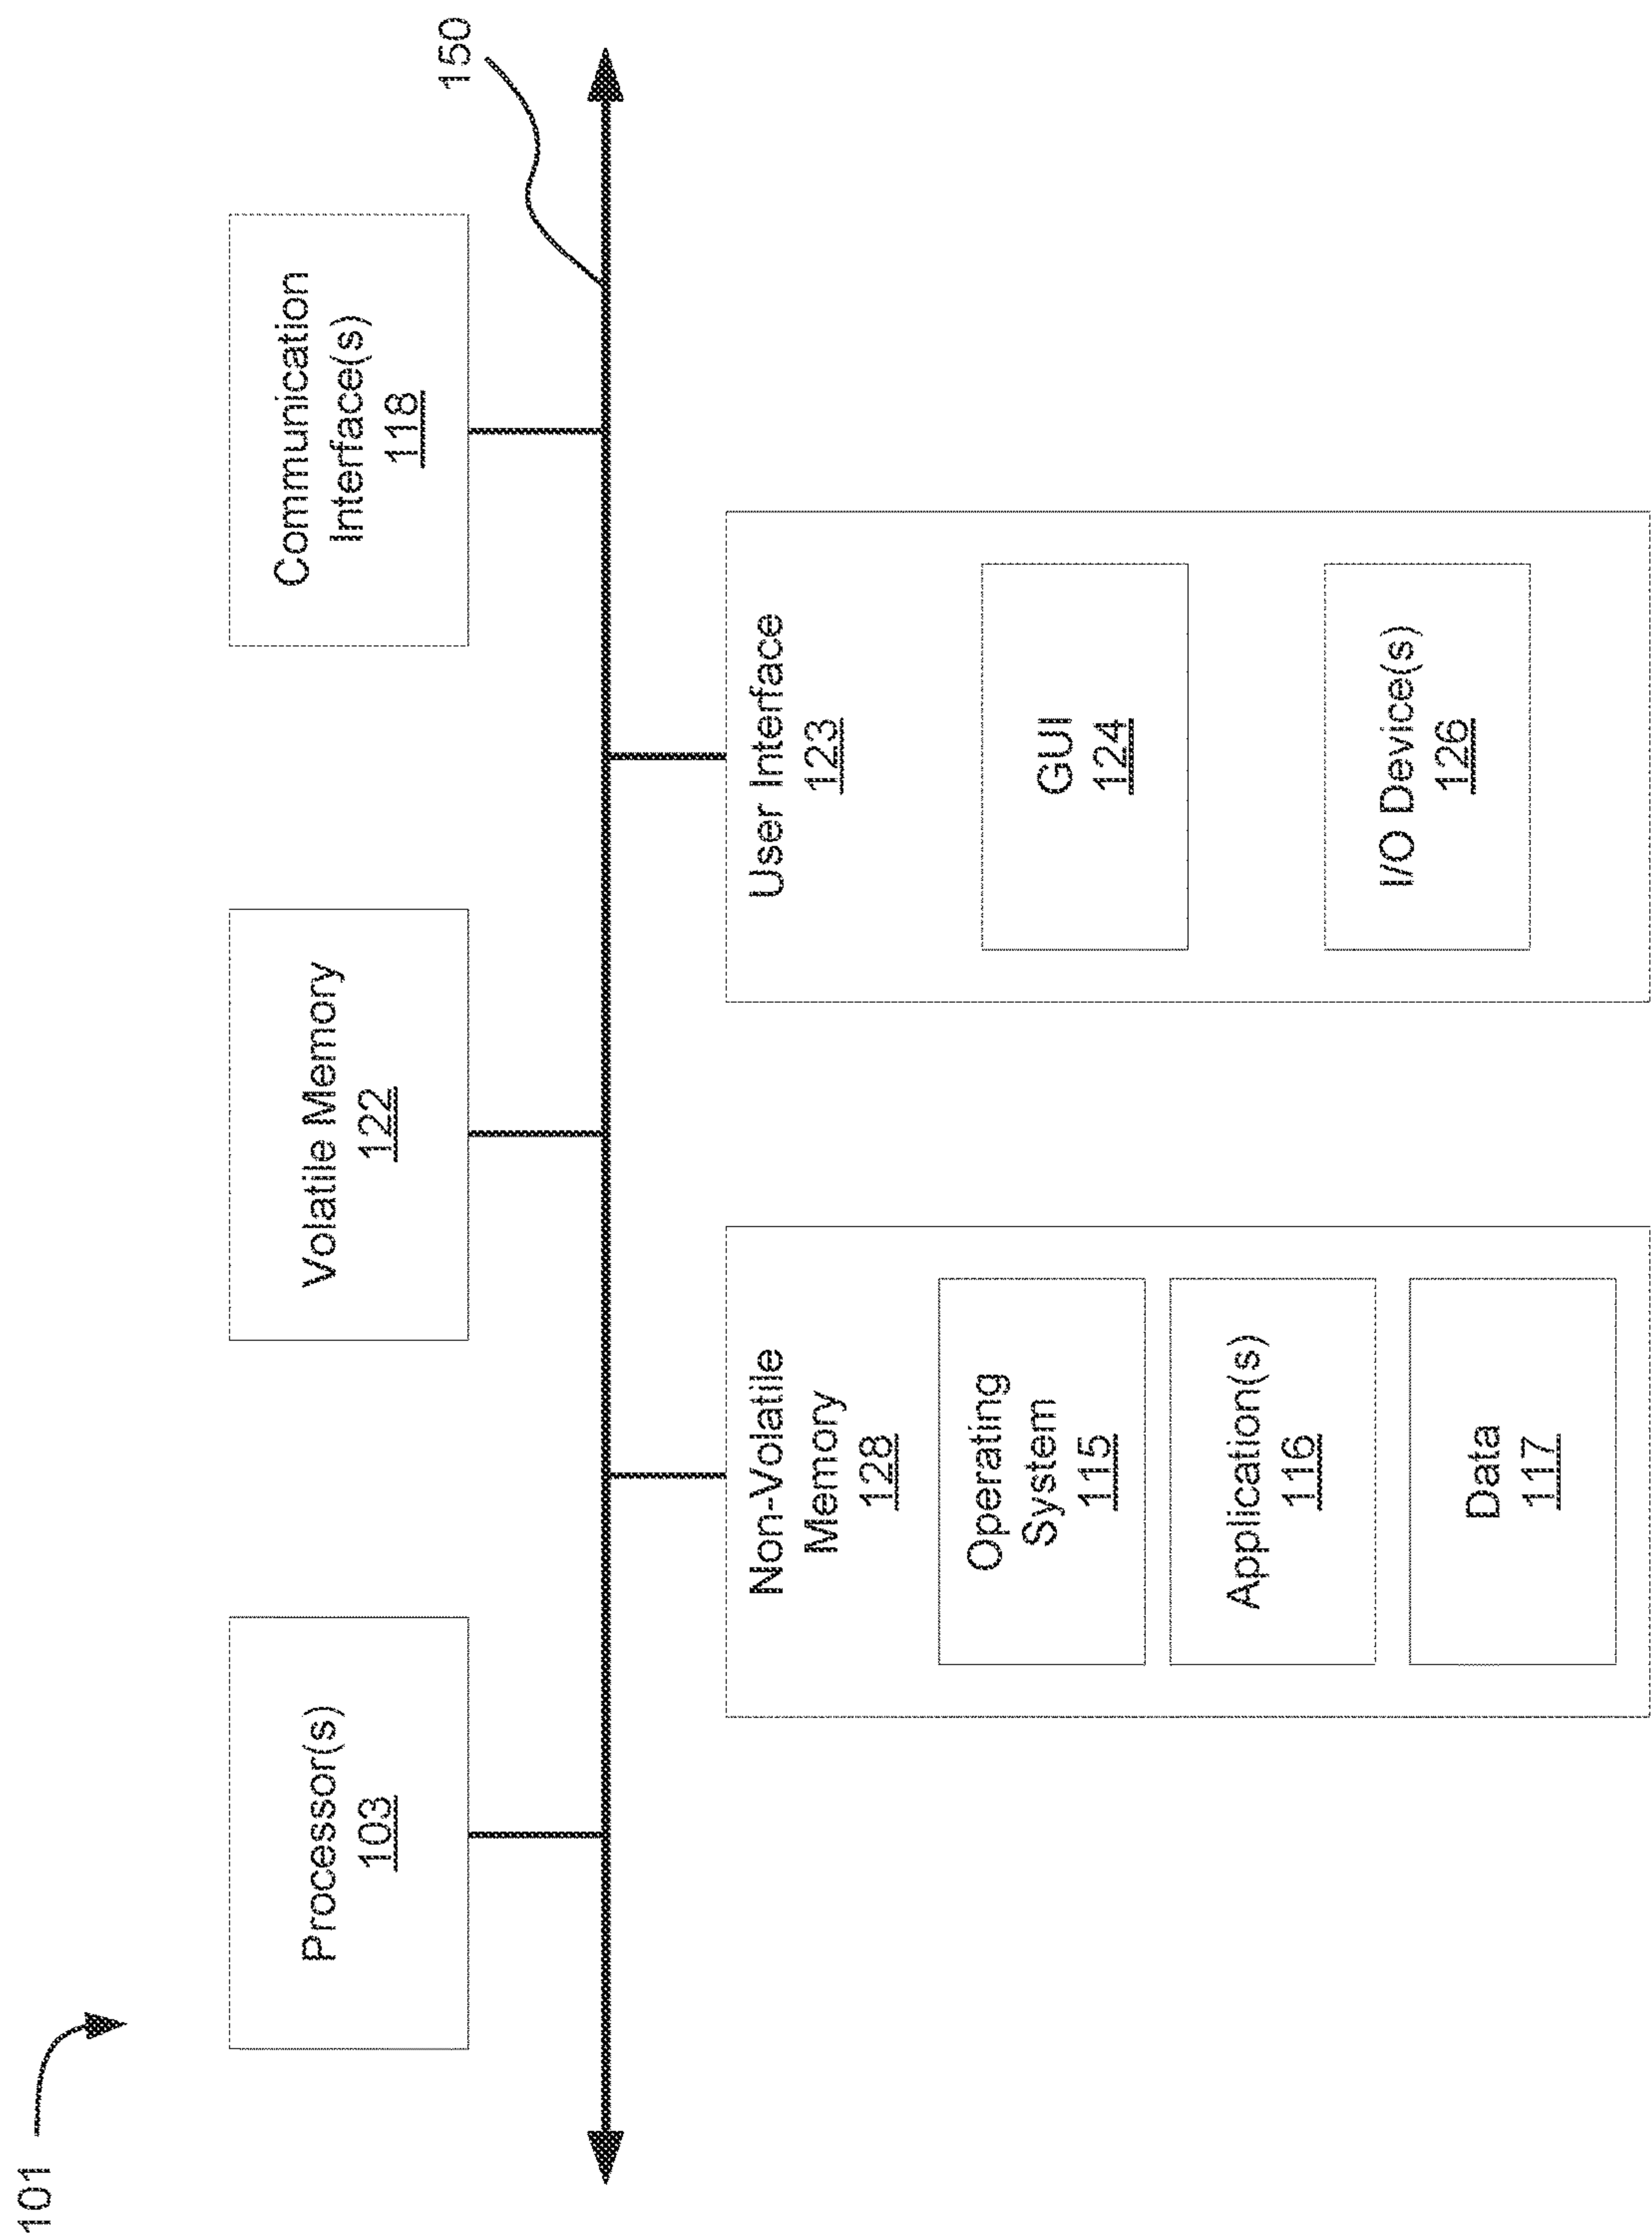 101
Processor(s)
103
Volatile Memory
122
Communication
Interface(s)
118
150
Non-Volatile
Memory
128
Operating
System
115
Application(s)
116
Data
117
User Interface
123
GUI
124
I/O Device(s)
126